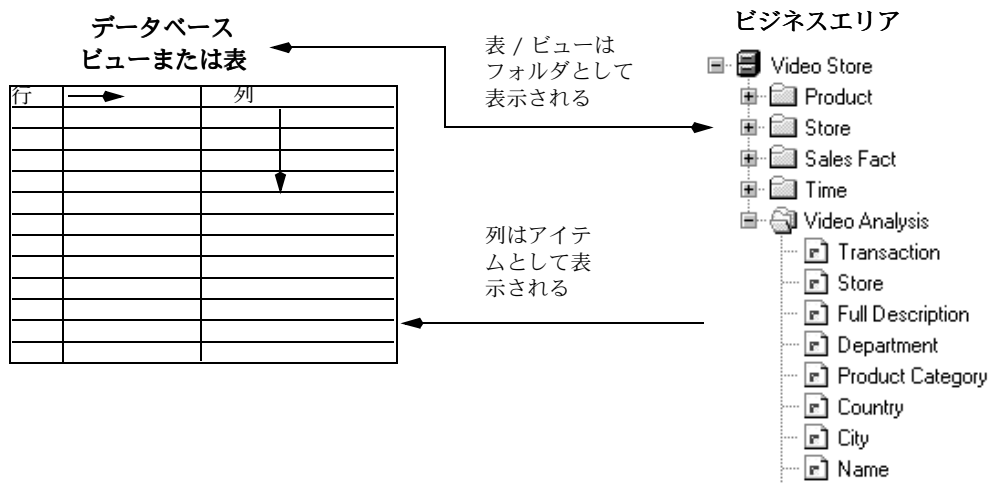 データベース
ビューまたは表
行
列
表 / ビューは
フォルダとして
表示される
列はアイテ
ムとして表
示される
ビジネスエリア
Video Store
Product
Store
Sales Fact
Time
Video Analysis
Transaction
Store
Full Description
Department
Product Category
Country
City
Name